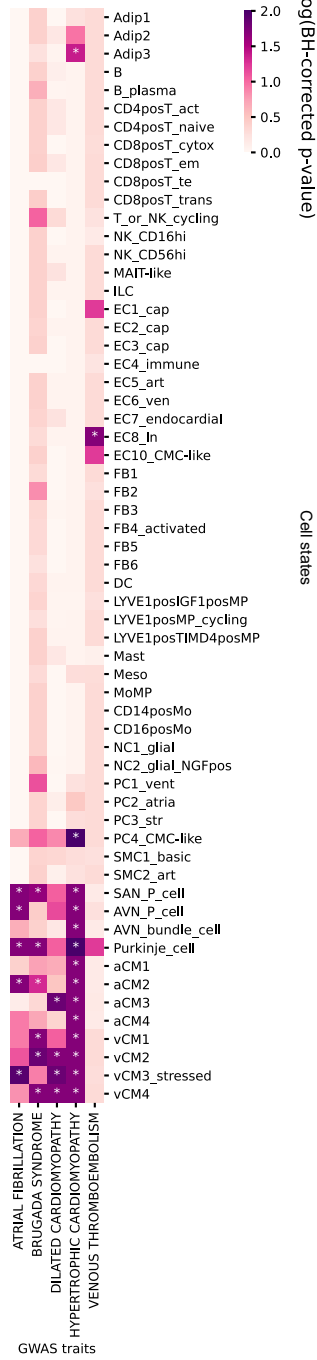 Adip1
Adip2
Adip3
B
B_plasma
CD4posT_act
CD4posT_naive
CD8posT_cytox
CD8posT_em
CD8posT_te
CD8posT_trans
T_or_NK_cycling
NK_CD16hi
NK_CD56hi
MAIT-like
ILC
EC1_cap
EC2_cap
EC3_cap
EC4_immune
EC5_art
EC6_ven
EC7_endocardial
EC8_ln
EC10_CMC-like
FB1
FB2
FB3
FB4_activated
FB5
FB6
DC
LYVE1posIGF1posMP
LYVE1posMP_cycling
LYVE1posTIMD4posMP
Mast
Meso
MoMP
CD14posMo
CD16posMo
NC1_glial
NC2_glial_NGFpos
PC1_vent
PC2_atria
PC3_str
PC4_CMC-like
SMC1_basic
SMC2_art
SAN_P_cell
AVN_P_cell
AVN_bundle_cell
Purkinje_cell
aCM1
aCM2
aCM3
aCM4
vCM1
vCM2
vCM3_stressed
vCM4
Cell states
2.0
1.5
1.0
0.5
0.0
og(BH-corrected p-value)
ATRIAL FIBRILLATION
BRUGADA SYNDROME
DILATED CARDIOMYOPATHY
HYPERTROPHIC CARDIOMYOPATHY
VENOUS THROMBOEMBOLISM
GWAS traits